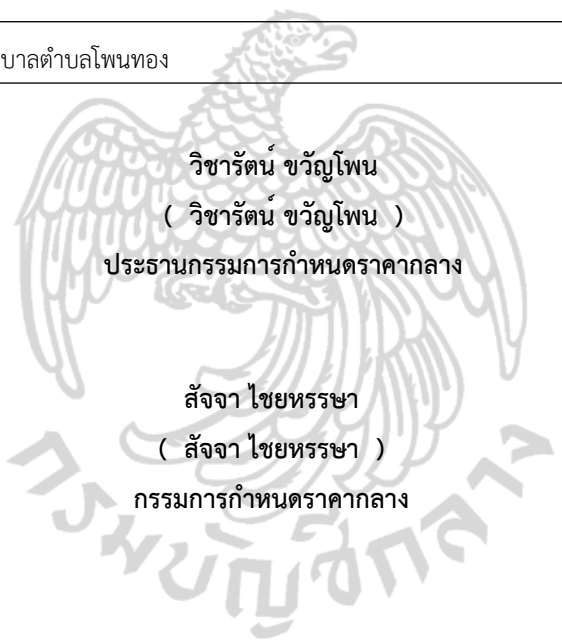 บาลตำบลโพนทอง
วิชารัตน์ ขวัญโพน
( วิชารัตน์ ขวัญโพน )
ประธานกรรมการกำหนดราคากลาง
สัจจา ไชยหรรษา
( สัจจา ไชยหรรษา )
กรรมการกำหนดราคากลาง
กรมบัญชีกลาง